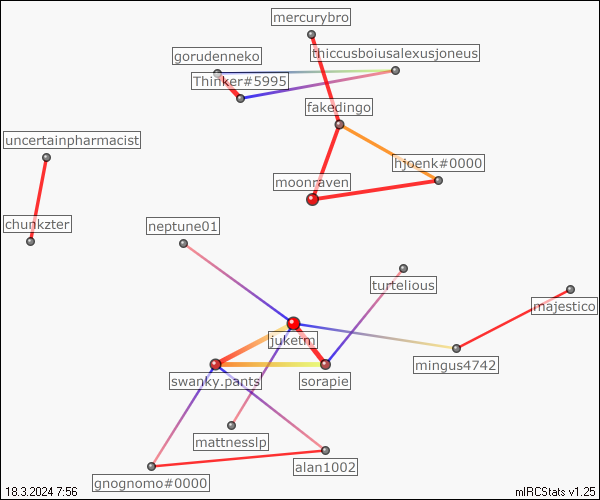 mercurybro
gorudenneko
thiccusboiusalexusjoneus
Thinker#5995
fakedingo
uncertainpharmacist
hjoenk#0000
moonraven
chunkzter
neptune01
turtelious
majestico
juketm
mingus4742
swanky.pants
sorapie
mattnesslp
alan1002
gnognomo#0000
18.3.2024 7:56
mIRCStats v1.25